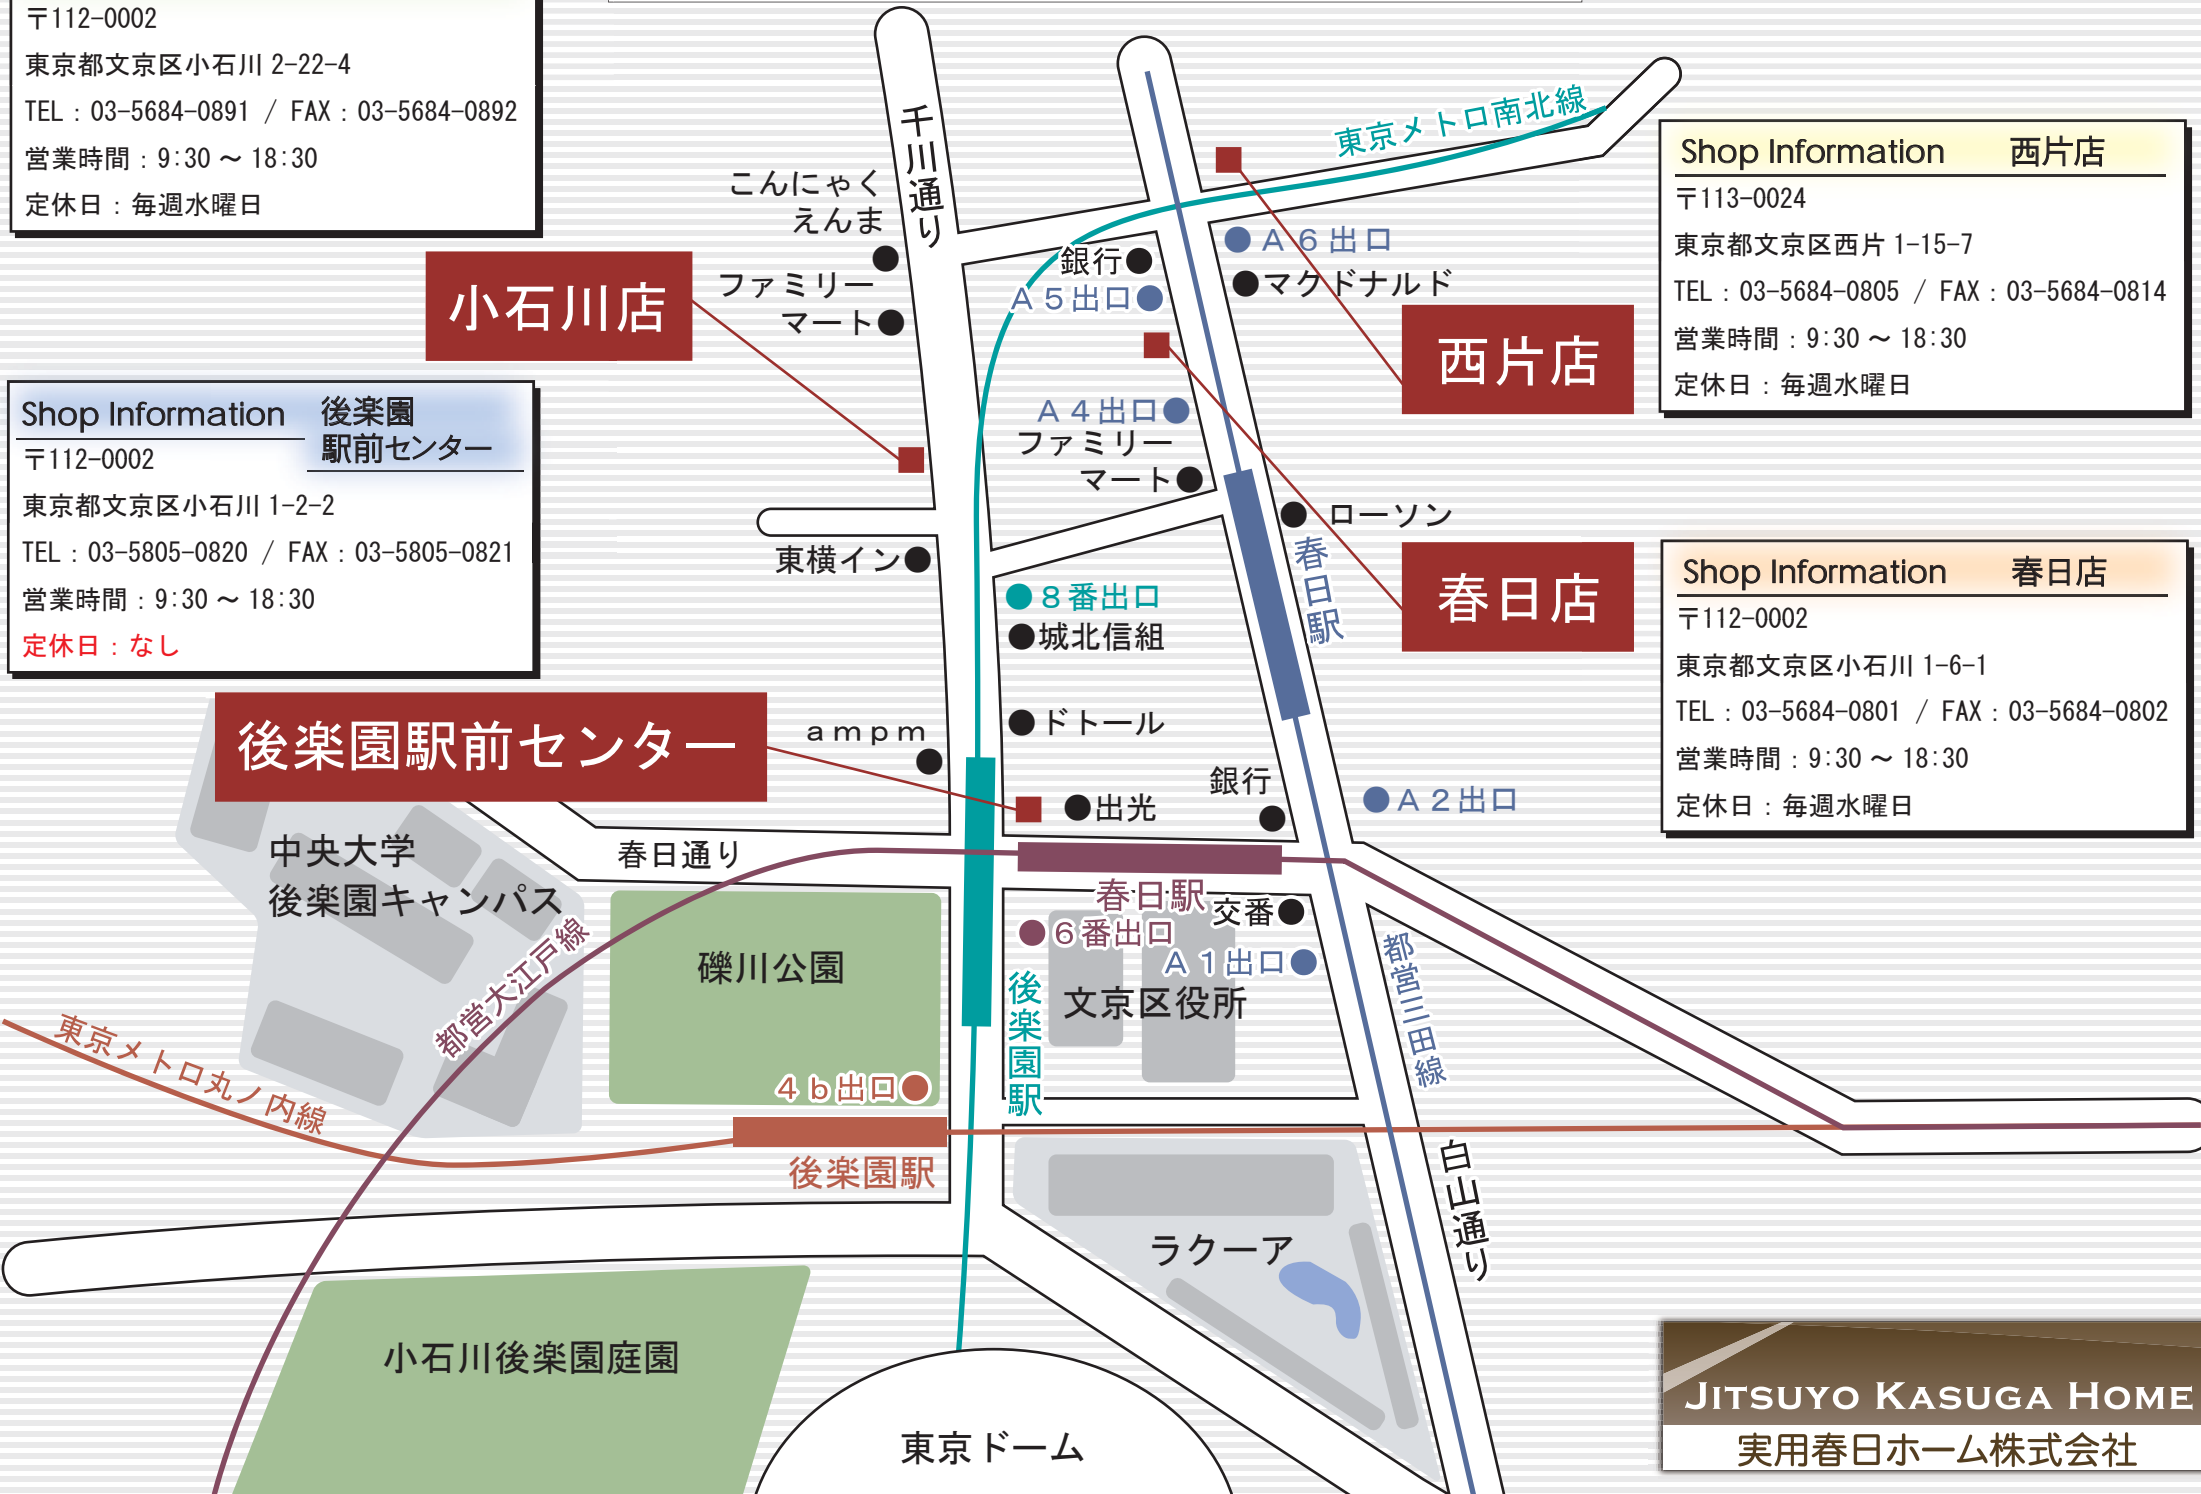 〒112-0002
東京都文京区小石川 2-22-4
TEL：03-5684-0891 / FAX：03-5684-0892
営業時間：9:30 ～ 18:30
定休日：毎週水曜日
千川通り
東京メトロ南北線
Shop Information 西片店
〒113-0024
東京都文京区西片 1-15-7
TEL：03-5684-0805 / FAX：03-5684-0814
営業時間：9:30 ～ 18:30
定休日：毎週水曜日
こんにゃく
えんま
ファミリー
マート
小石川店
銀行
Ａ５出口
Ａ６出口
マクドナルド
西片店
Shop Information 後楽園
駅前センター
〒112-0002
東京都文京区小石川 1-2-2
TEL：03-5805-0820 / FAX：03-5805-0821
営業時間：9:30 ～ 18:30
定休日：なし
Ａ４出口
ファミリー
マート
ローソン
春日駅
春日店
東横イン
８番出口
城北信組
Shop Information 春日店
〒112-0002
東京都文京区小石川 1-6-1
TEL：03-5684-0801 / FAX：03-5684-0802
営業時間：9:30 ～ 18:30
定休日：毎週水曜日
後楽園駅前センター
ａｍｐｍ
ドトール
出光
銀行
Ａ２出口
中央大学
後楽園キャンパス
春日通り
春日駅
６番出口
交番
Ａ１出口
文京区役所
都営大江戸線
礫川公園
後楽園駅
都営三田線
東京メトロ丸ノ内線
４ｂ出口
後楽園駅
白山通り
ラクーア
小石川後楽園庭園
東京ドーム
JITSUYO KASUGA HOME
実用春日ホーム株式会社